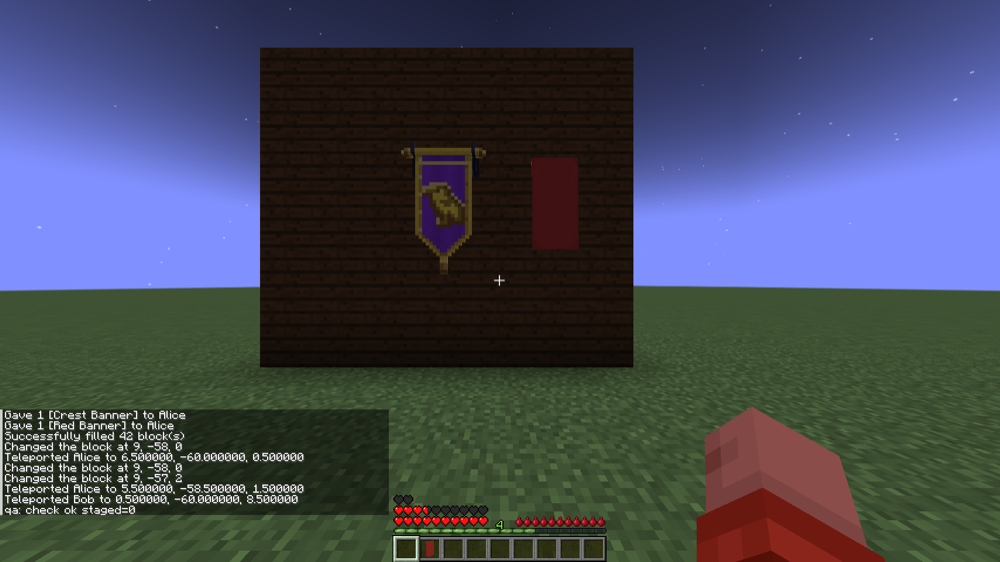 Gave 1 [Crest Banner] to Alice
Gave 1 [Red Banner] to Alice
Successfully filled 42 block(s)
Changed the block at 9, -58, 0
Teleported Alice to 6.500000, -60.000000, 0.500000
Changed the block at 9, -58, 0
Changed the block at 9, -57, 2
Teleported Alice to 5.500000, -58.500000, 1.500000
Teleported Bob to 0.500000, -60.000000, 8.500000
qa: check ok staged=0
4